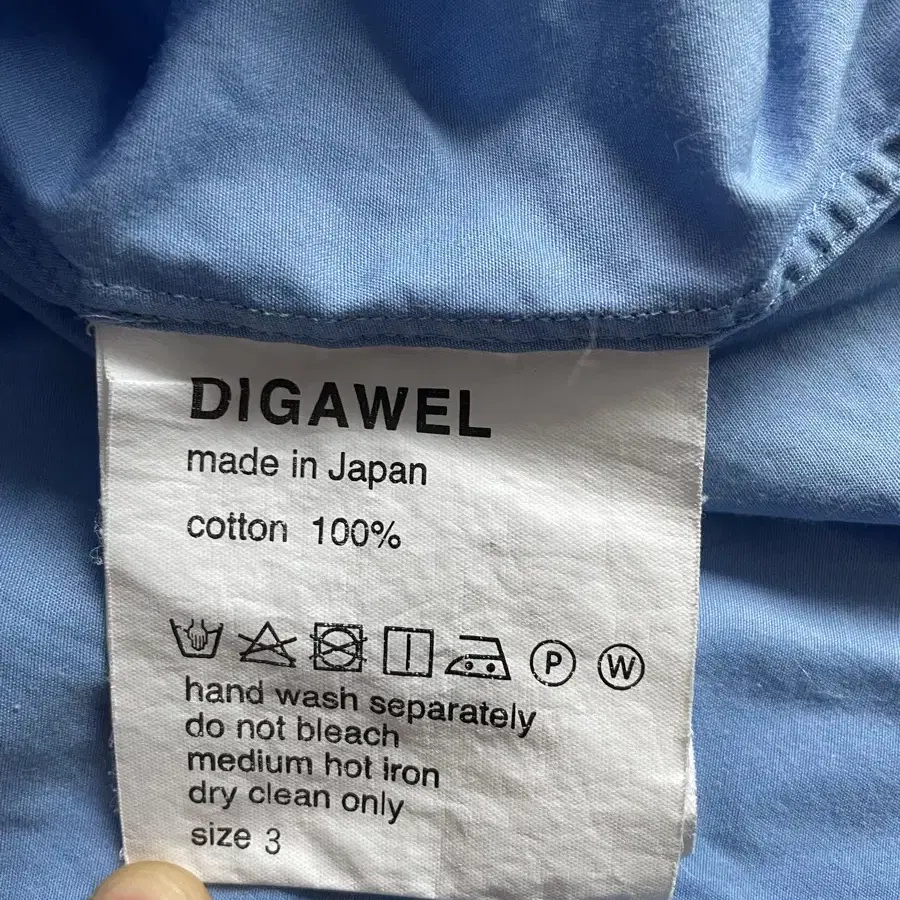 DIGAWEL
made in Japan
cotton 100%
P W
hand wash separately
do not bleach
medium hot iron
dry clean only
size 3